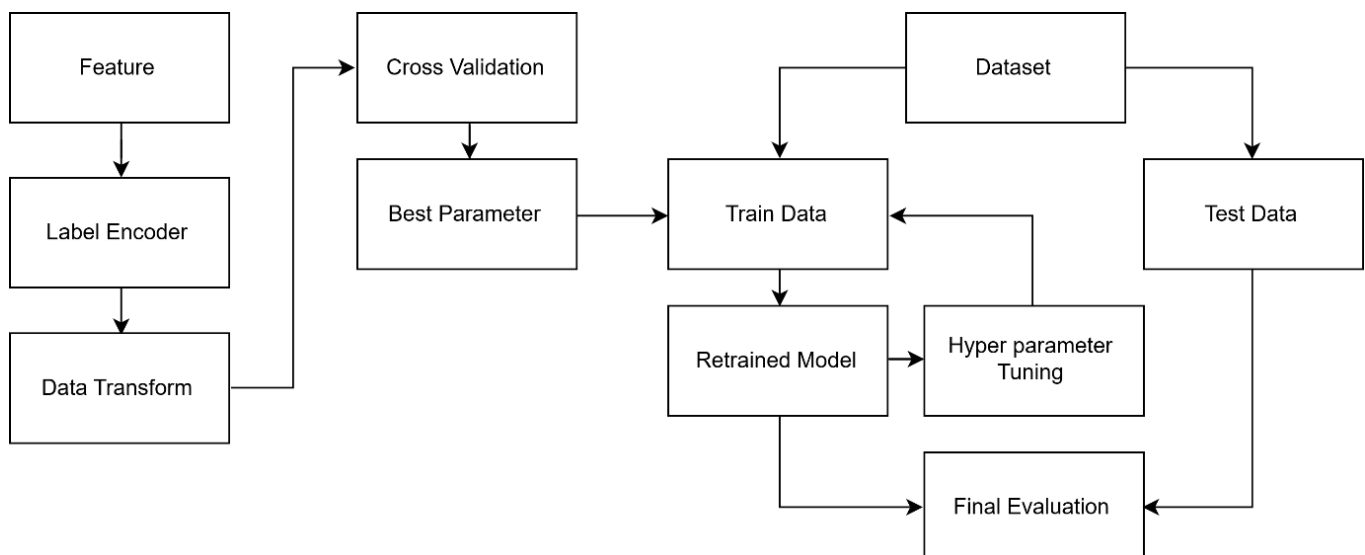 Feature
Cross Validation
Dataset
Label Encoder
Best Parameter
Train Data
Test Data
Data Transform
Retrained Model
Hyper parameter
Tuning
Final Evaluation